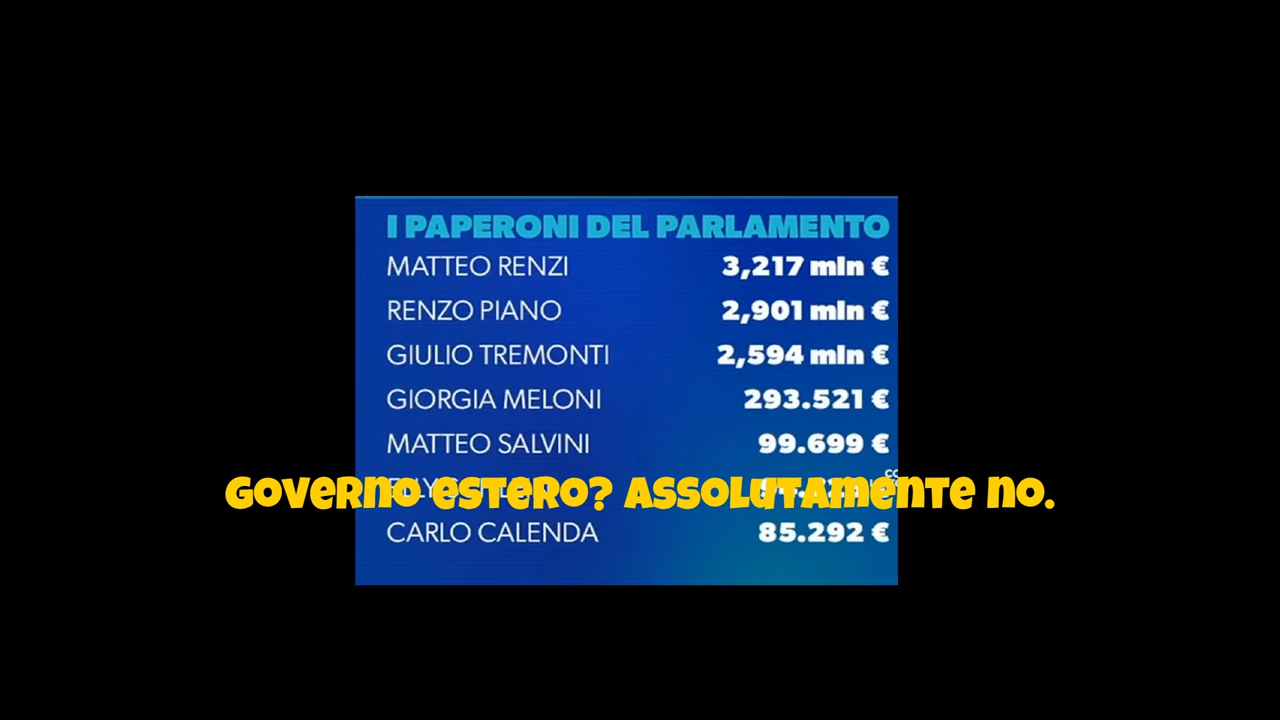 I PAPERONI DEL PARLAMENTO
MATTEO RENZI 3,217 mln €
RENZO PIANO 2,901 mln €
GIULIO TREMONTI 2,594 mln €
GIORGIA MELONI 293.521 €
MATTEO SALVINI 99.699 €
GOVERNO ESTERO? ASSOLUTAMENTE NO.
CARLO CALENDA 85.292 €